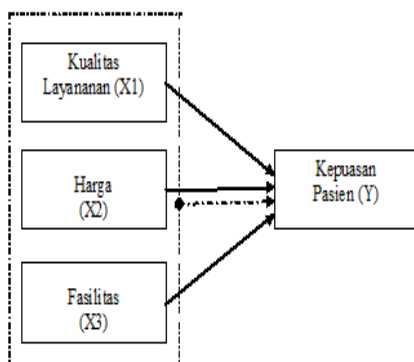 Kualitas
Layananan (X1)
Harga
(X2)
Kepuasan
Pasien (Y)
Fasilitas
(X3)